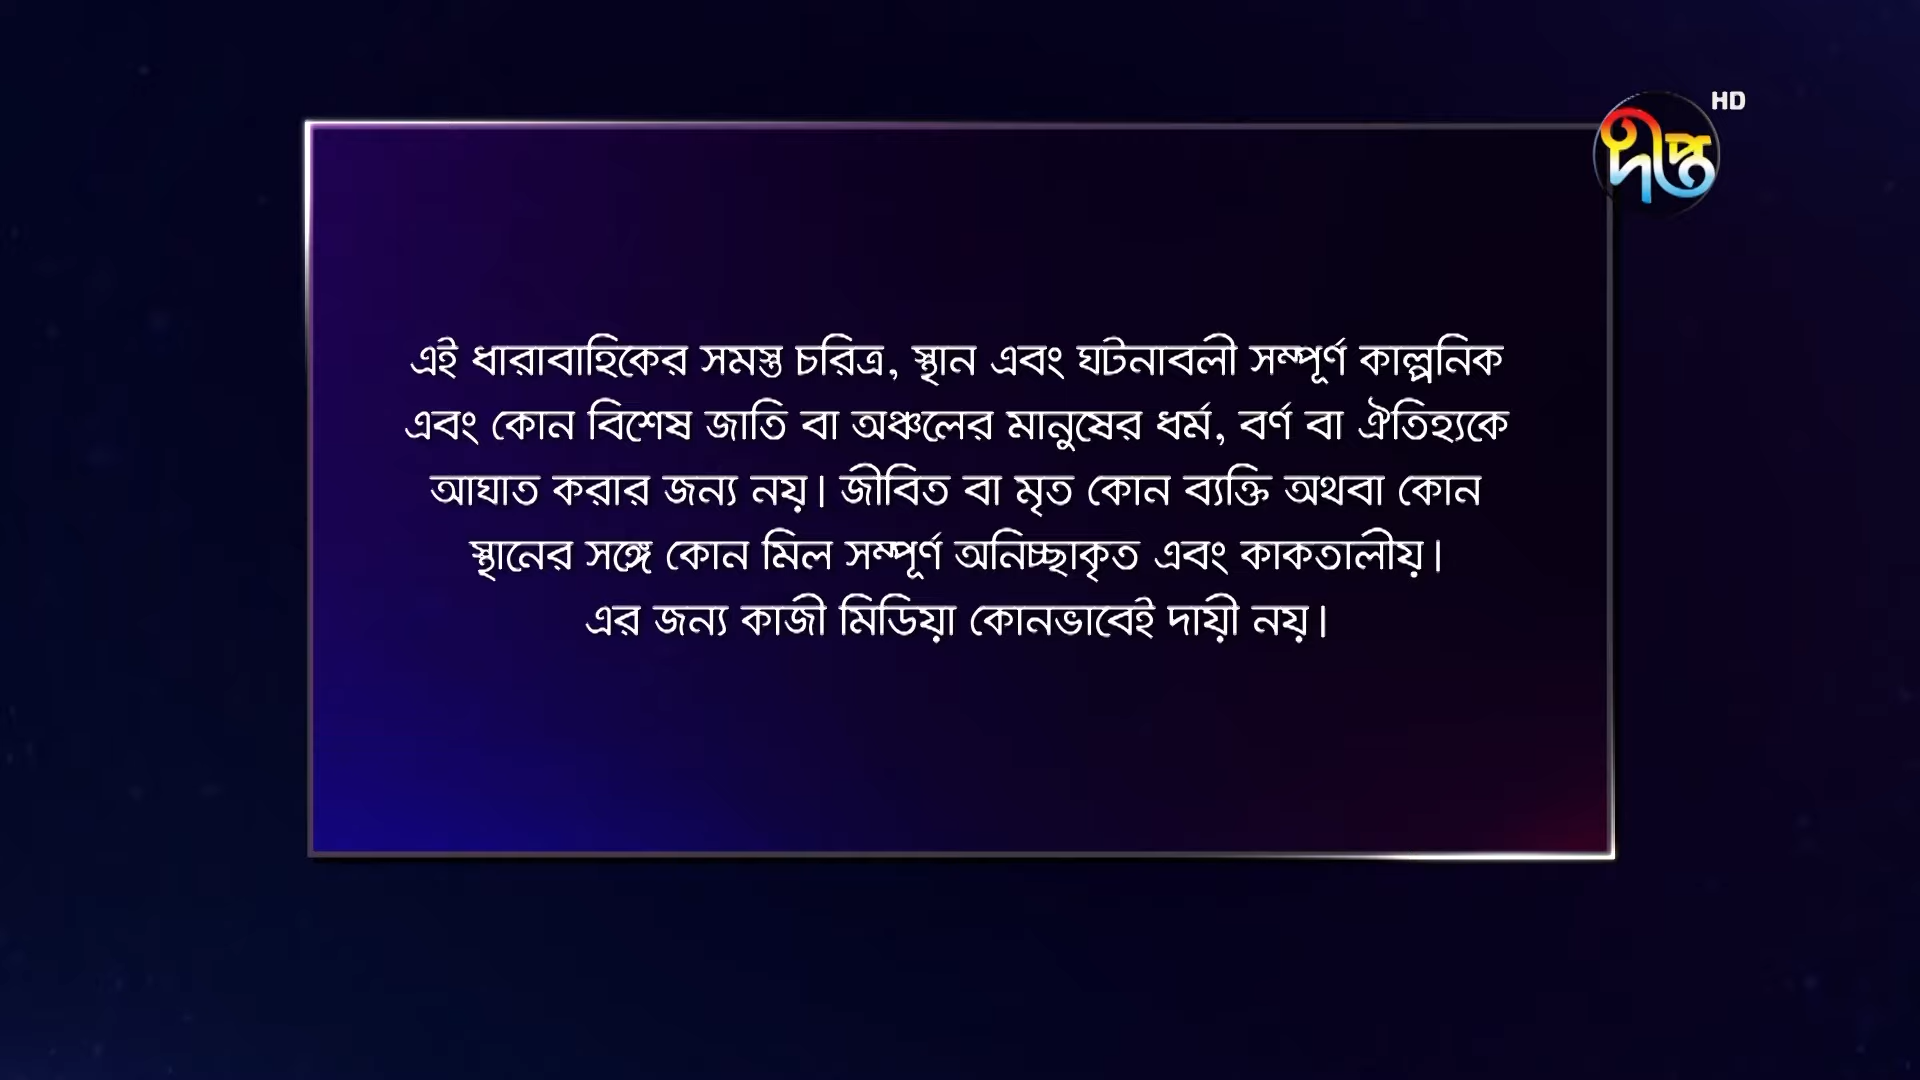 HD
দীপ্ত
এই ধারাবাহিকের সমস্ত চরিত্র, স্থান এবং ঘটনাবলী সম্পূর্ণ কাল্পনিক
এবং কোন বিশেষ জাতি বা অঞ্চলের মানুষের ধর্ম, বর্ণ বা ঐতিহ্যকে
আঘাত করার জন্য নয়। জীবিত বা মৃত কোন ব্যক্তি অথবা কোন
স্থানের সঙ্গে কোন মিল সম্পূর্ণ অনিচ্ছাকৃত এবং কাকতালীয়।
এর জন্য কাজী মিডিয়া কোনভাবেই দায়ী নয়।